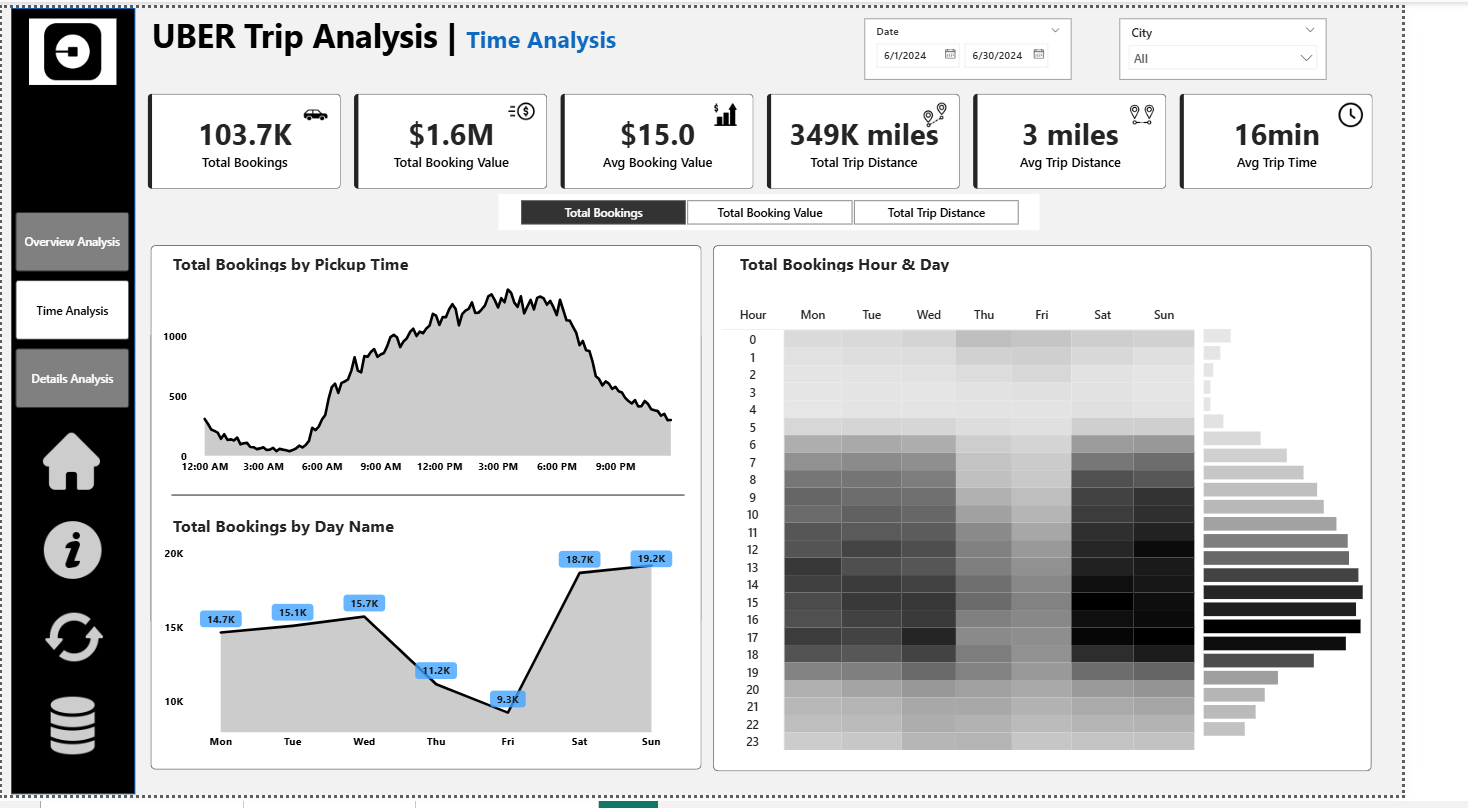 UBER Trip Analysis | Time Analysis
Date
6/1/2024 6/30/2024
City
All
103.7K
Total Bookings
$1.6M
Total Booking Value
$15.0
Avg Booking Value
349K miles
Total Trip Distance
3 miles
Avg Trip Distance
16min
Avg Trip Time
Total Bookings Total Booking Value Total Trip Distance
Overview Analysis
Time Analysis
Details Analysis
Total Bookings by Pickup Time
1000
500
0
12:00 AM 3:00 AM 6:00 AM 9:00 AM 12:00 PM 3:00 PM 6:00 PM 9:00 PM
Total Bookings by Day Name
20K
15K
10K
14.7K 15.1K 15.7K 11.2K 9.3K 18.7K 19.2K
Mon Tue Wed Thu Fri Sat Sun
Total Bookings Hour & Day
Hour Mon Tue Wed Thu Fri Sat Sun
0
1
2
3
4
5
6
7
8
9
10
11
12
13
14
15
16
17
18
19
20
21
22
23